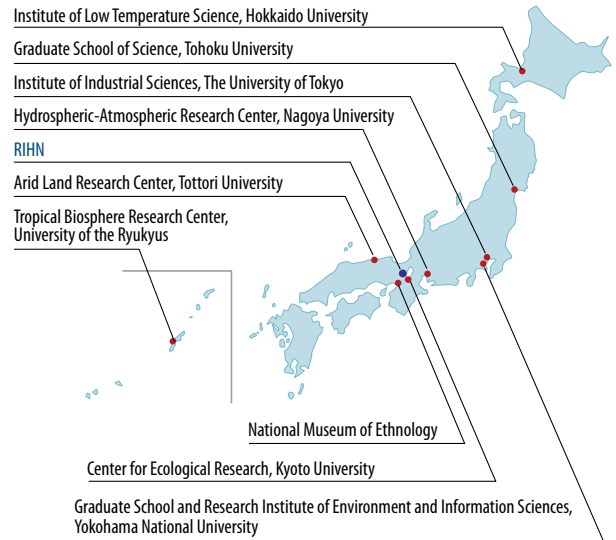 Institute of Low Temperature Science, Hokkaido University
Graduate School of Science, Tohoku University
Institute of Industrial Sciences, The University of Tokyo
Hydrospheric-Atmospheric Research Center, Nagoya University
RIHN
Arid Land Research Center, Tottori University
Tropical Biosphere Research Center,
University of the Ryukyus
National Museum of Ethnology
Center for Ecological Research, Kyoto University
Graduate School and Research Institute of Environment and Information Sciences,
Yokohama National University